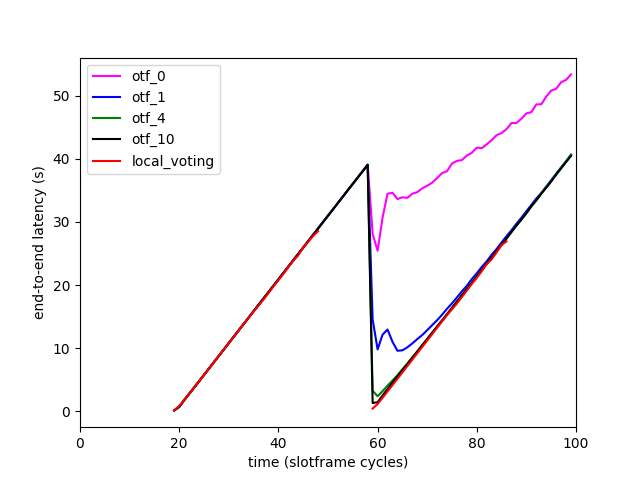 otf_0
otf_1
otf_4
otf_10
local_voting
end-to-end latency (s)
50
40
30
20
10
0
0 20 40 60 80 100
time (slotframe cycles)